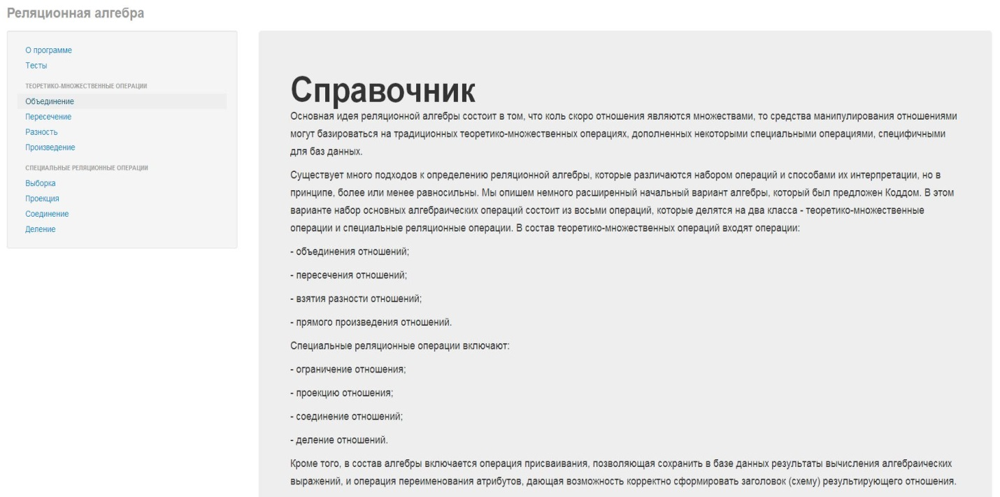 Реляционная алгебра
О программе
Тесты
ТЕОРЕТИКО-МНОЖЕСТВЕННЫЕ ОПЕРАЦИИ
Объединение
Пересечение
Разность
Произведение
СПЕЦИАЛЬНЫЕ РЕЛЯЦИОННЫЕ ОПЕРАЦИИ
Выборка
Проекция
Соединение
Деление
Справочник
Основная идея реляционной алгебры состоит в том, что коль скоро отношения являются множествами, то средства манипулирования отношениями
могут базироваться на традиционных теоретико-множественных операциях, дополненных некоторыми специальными операциями, специфичными
для баз данных.
Существует много подходов к определению реляционной алгебры, которые различаются набором операций и способами их интерпретации, но в
принципе, более или менее равносильны. Мы опишем немного расширенный начальный вариант алгебры, который был предложен Коддом. В этом
варианте набор основных алгебраических операций состоит из восьми операций, которые делятся на два класса - теоретико-множественные
операции и специальные реляционные операции. В состав теоретико-множественных операций входят операции:
- объединения отношений;
- пересечения отношений;
- взятия разности отношений;
- прямого произведения отношений.
Специальные реляционные операции включают:
- ограничение отношения;
- проекцию отношения;
- соединение отношений;
- деление отношений.
Кроме того, в состав алгебры включается операция присваивания, позволяющая сохранить в базе данных результаты вычисления алгебраических
выражений, и операция переименования атрибутов, дающая возможность корректно сформировать заголовок (схему) результирующего отношения.